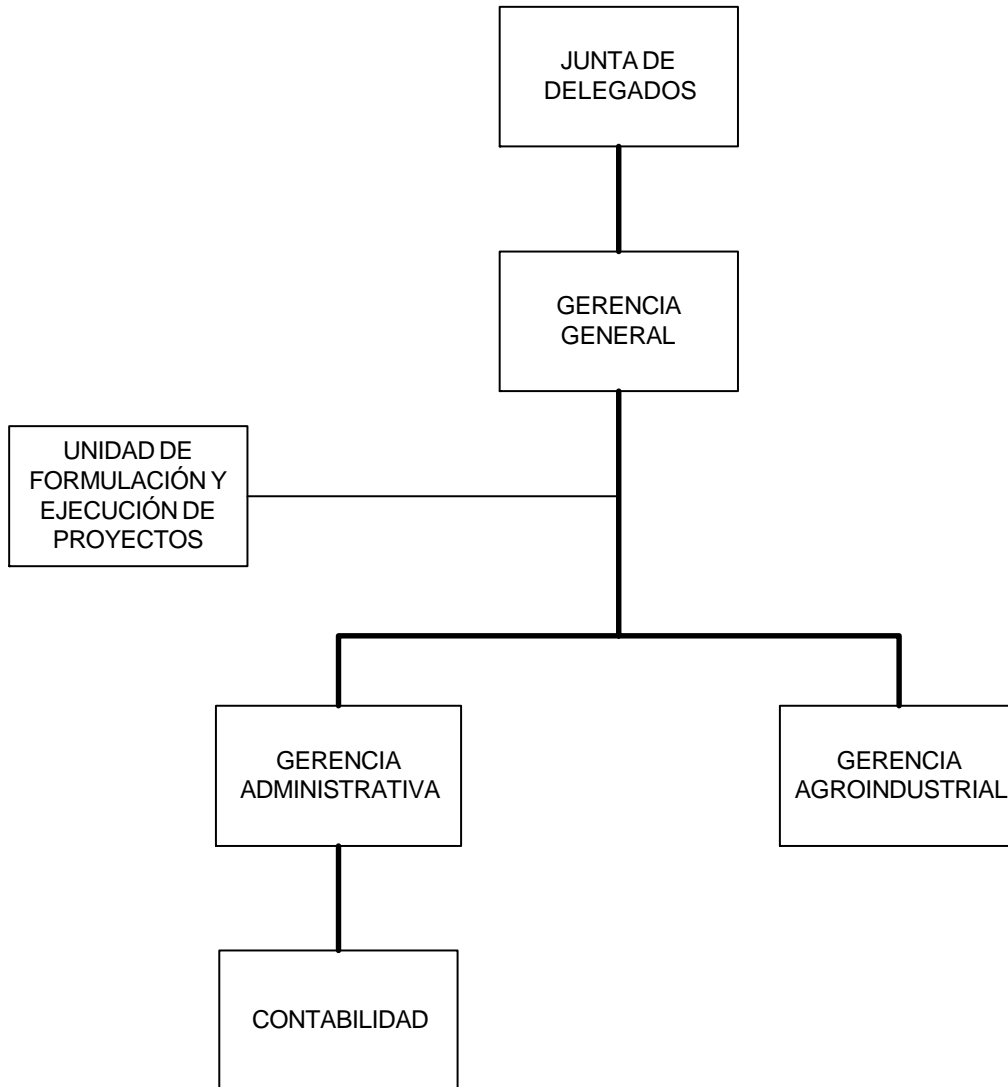 JUNTA DE
DELEGADOS
GERENCIA
GENERAL
UNIDAD DE
FORMULACIÓN Y
EJECUCIÓN DE
PROYECTOS
GERENCIA
ADMINISTRATIVA
GERENCIA
AGROINDUSTRIAL
CONTABILIDAD